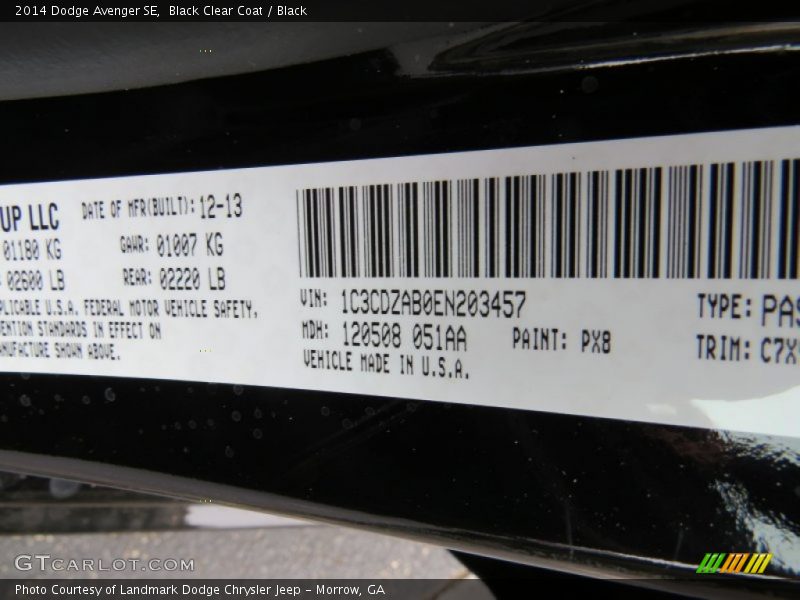 2014 Dodge Avenger SE,  Black Clear Coat / Black
UP LLC
DATE OF MFR(BUILT): 12-13
01180 KG
GAWR: 01007 KG
02600 LB
REAR: 02220 LB
PLICABLE U.S.A. FEDERAL MOTOR VEHICLE SAFETY,
VENTION STANDARDS IN EFFECT ON
ANUFACTURE SHOWN ABOVE.
VIN: 1C3CDZAB0EN203457
TYPE: PAS
MDH: 120508 051AA
PAINT: PX8
TRIM: C7X
VEHICLE MADE IN U.S.A.
GTCARLOT.COM
Photo Courtesy of Landmark Dodge Chrysler Jeep – Morrow, GA